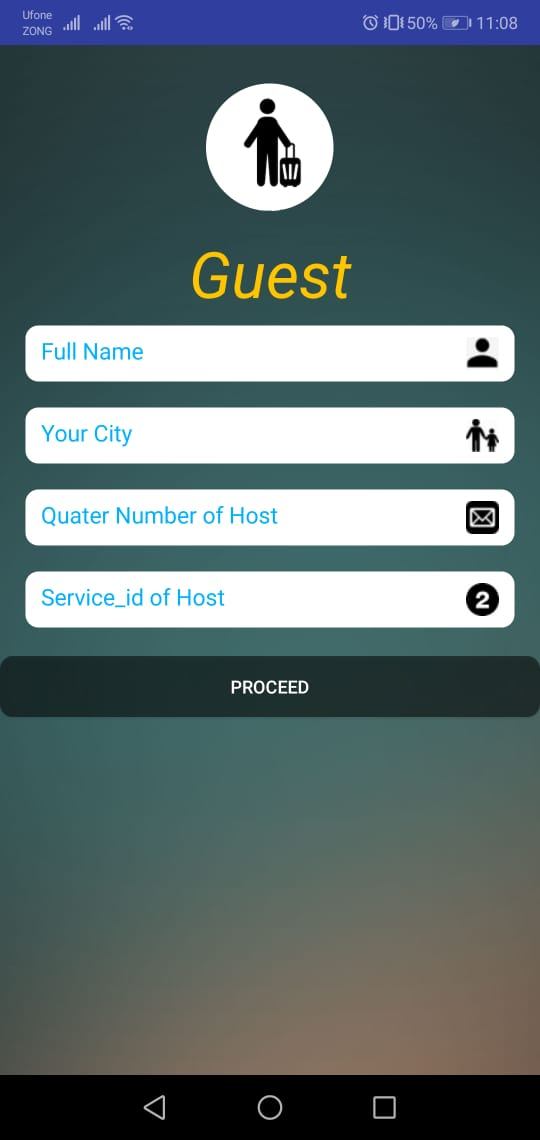 Ufone
ZONG
50% 11:08
Guest
Full Name
Your City
Quater Number of Host
Service_id of Host
2
PROCEED